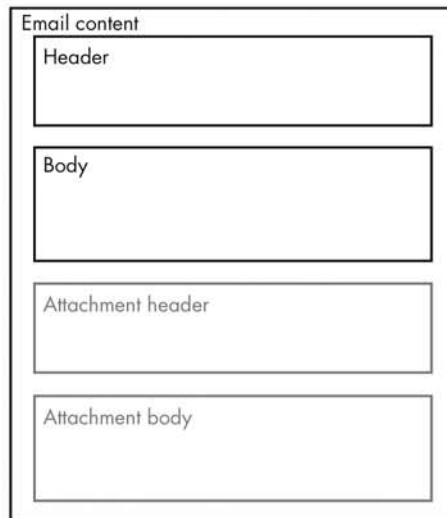 Email content
Header
Body
Attachment header
Attachment body